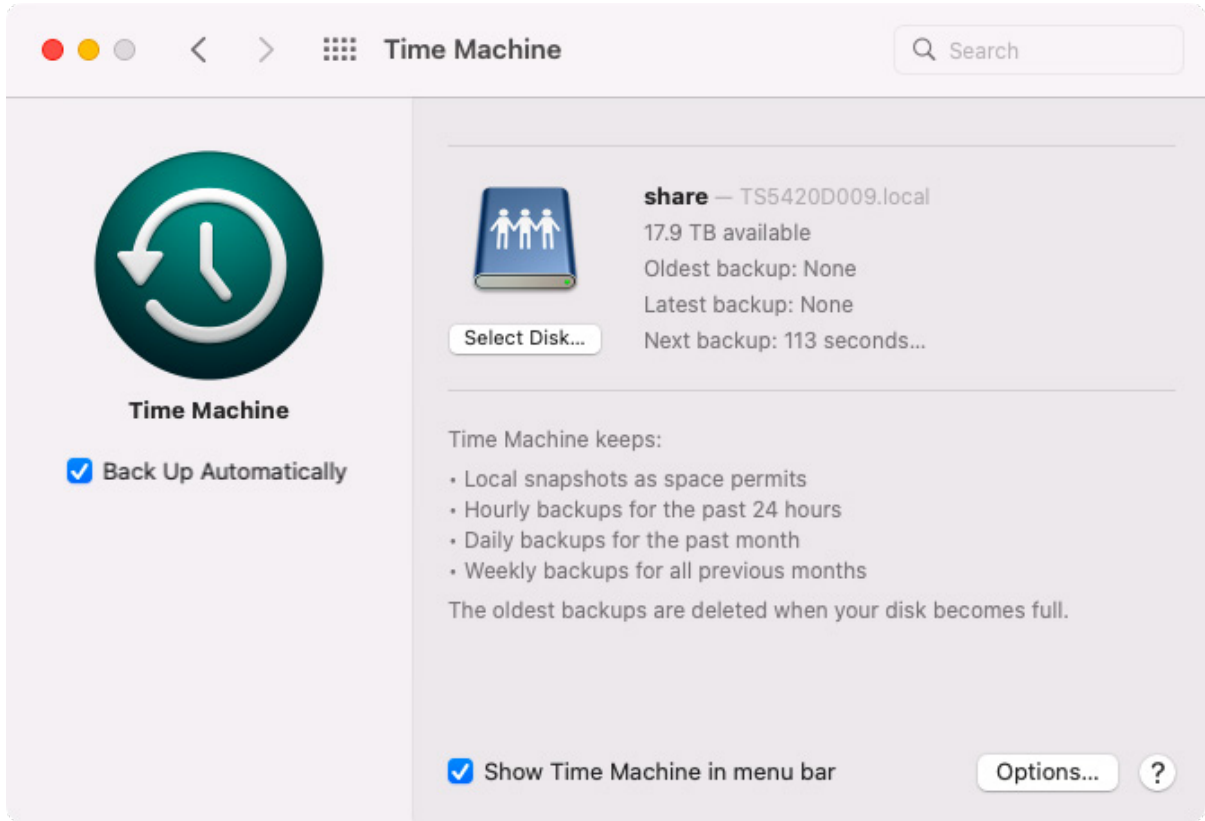 Time Machine
Search
Time Machine
Back Up Automatically
share — TS5420D009.local
17.9 TB available
Oldest backup: None
Latest backup: None
Next backup: 113 seconds...
Select Disk...
Time Machine keeps:
• Local snapshots as space permits
• Hourly backups for the past 24 hours
• Daily backups for the past month
• Weekly backups for all previous months
The oldest backups are deleted when your disk becomes full.
Show Time Machine in menu bar
Options...
?